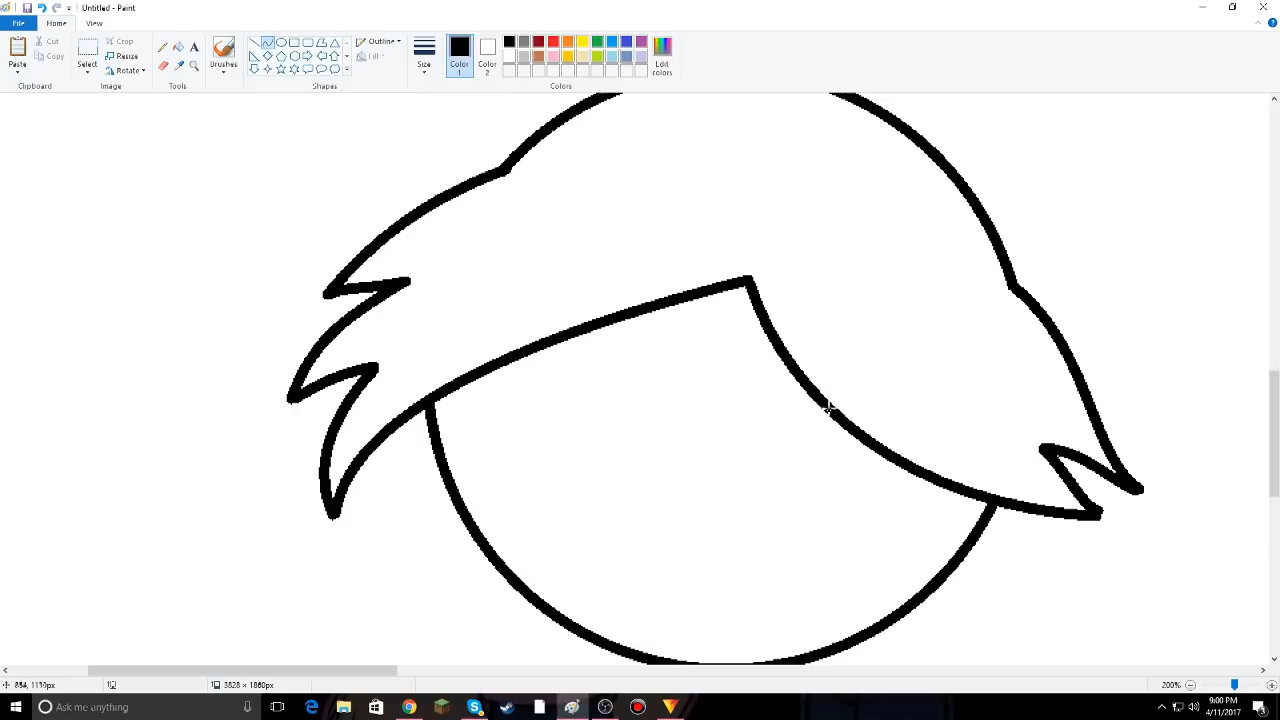 Untitled - Paint
File Home View
Paste
Cut
Copy
Clipboard
Select
Crop
Resize
Rotate
Image
A
Tools
Brushes
Outline
Fill
Shapes
Size
Color 1
Color 2
Edit colors
Colors
3828 × 1860px
200%
Ask me anything
9:00 PM
4/11/2017